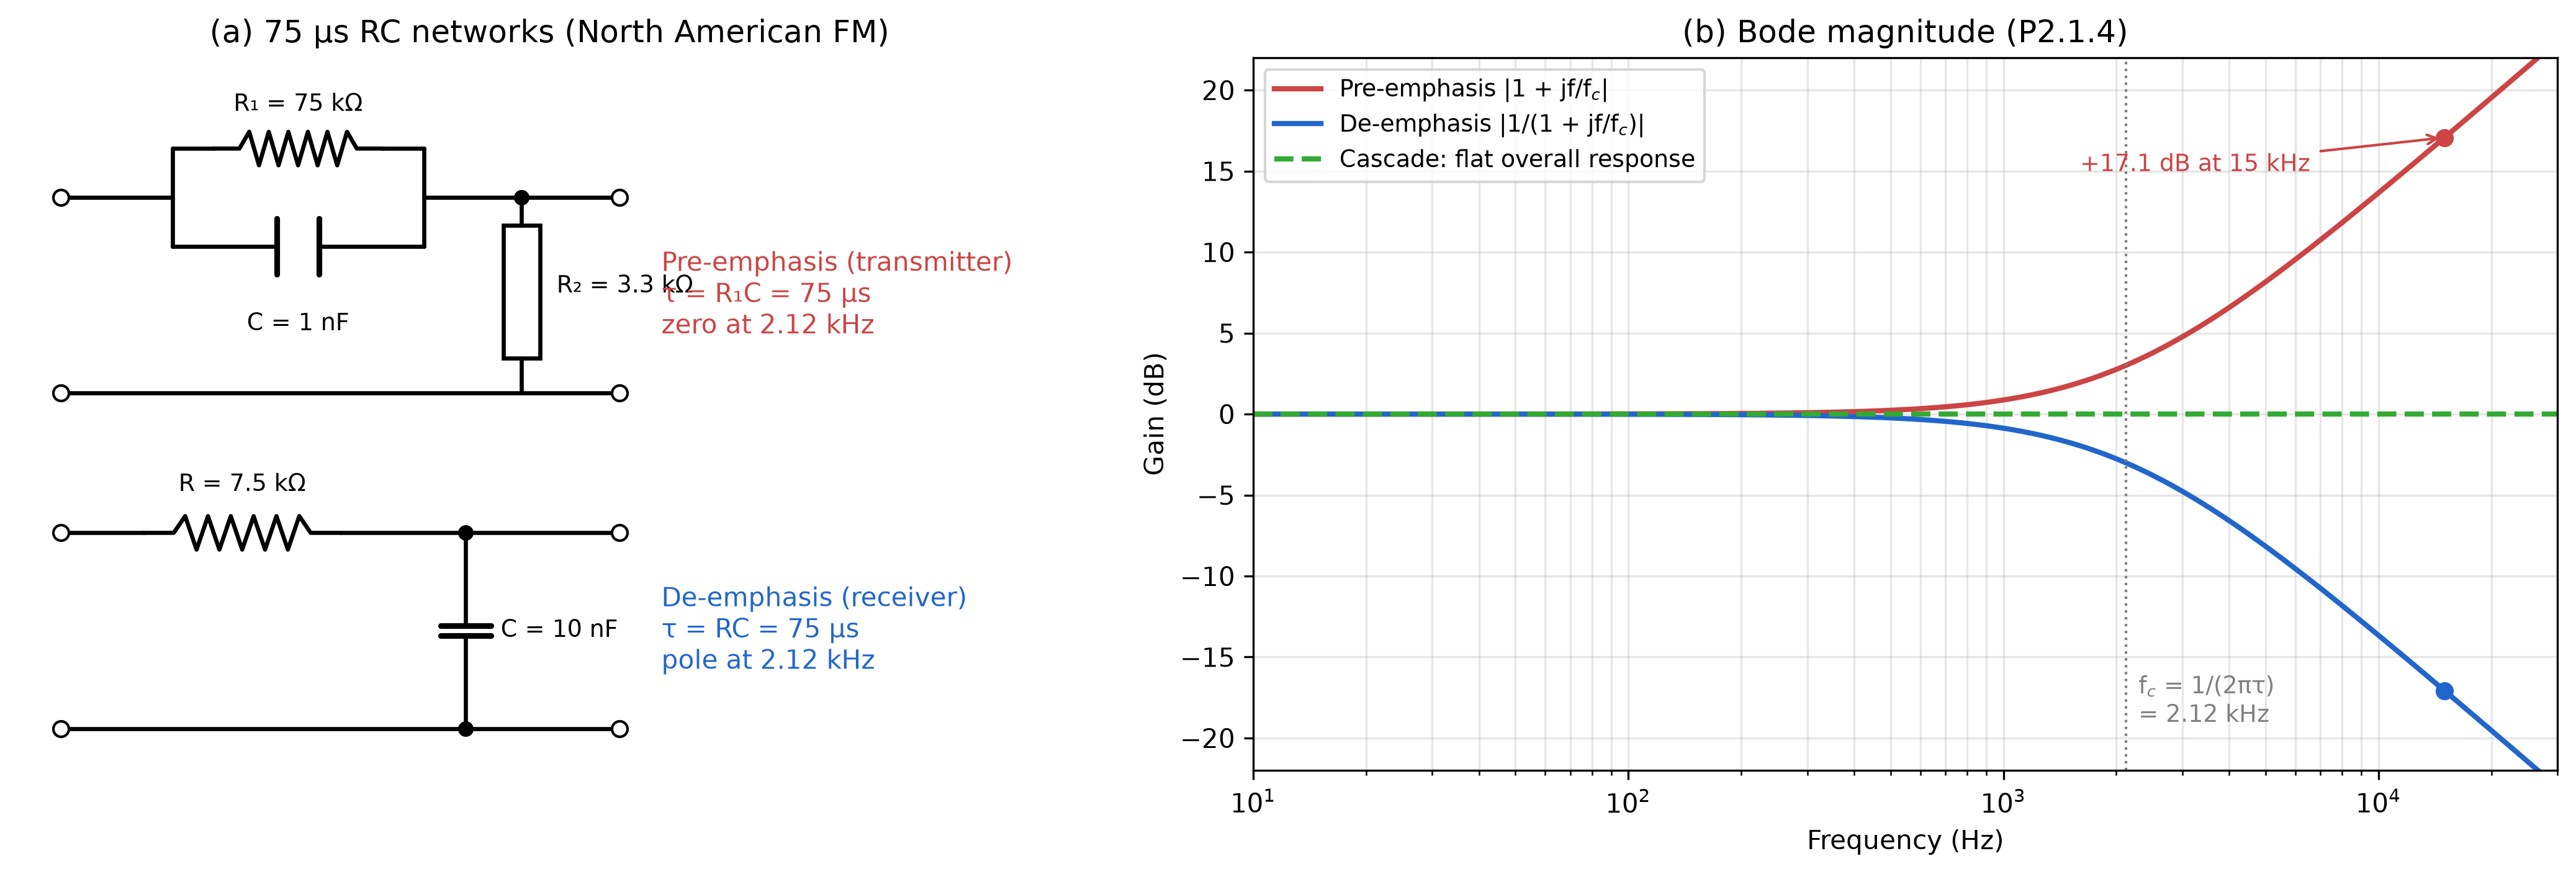 (a) 75 µs RC networks (North American FM)
R₁ = 75 kΩ
C = 1 nF
R₂ = 3.3 kΩ
Pre-emphasis (transmitter)
τ = R₁C = 75 µs
zero at 2.12 kHz
R = 7.5 kΩ
C = 10 nF
De-emphasis (receiver)
τ = RC = 75 µs
pole at 2.12 kHz
(b) Bode magnitude (P2.1.4)
Pre-emphasis |1 + jf/f_c|
De-emphasis |1/(1 + jf/f_c)|
Cascade: flat overall response
+17.1 dB at 15 kHz
f_c = 1/(2πτ)
= 2.12 kHz
Gain (dB)
20
15
10
5
0
−5
−10
−15
−20
10¹
10²
10³
10⁴
Frequency (Hz)